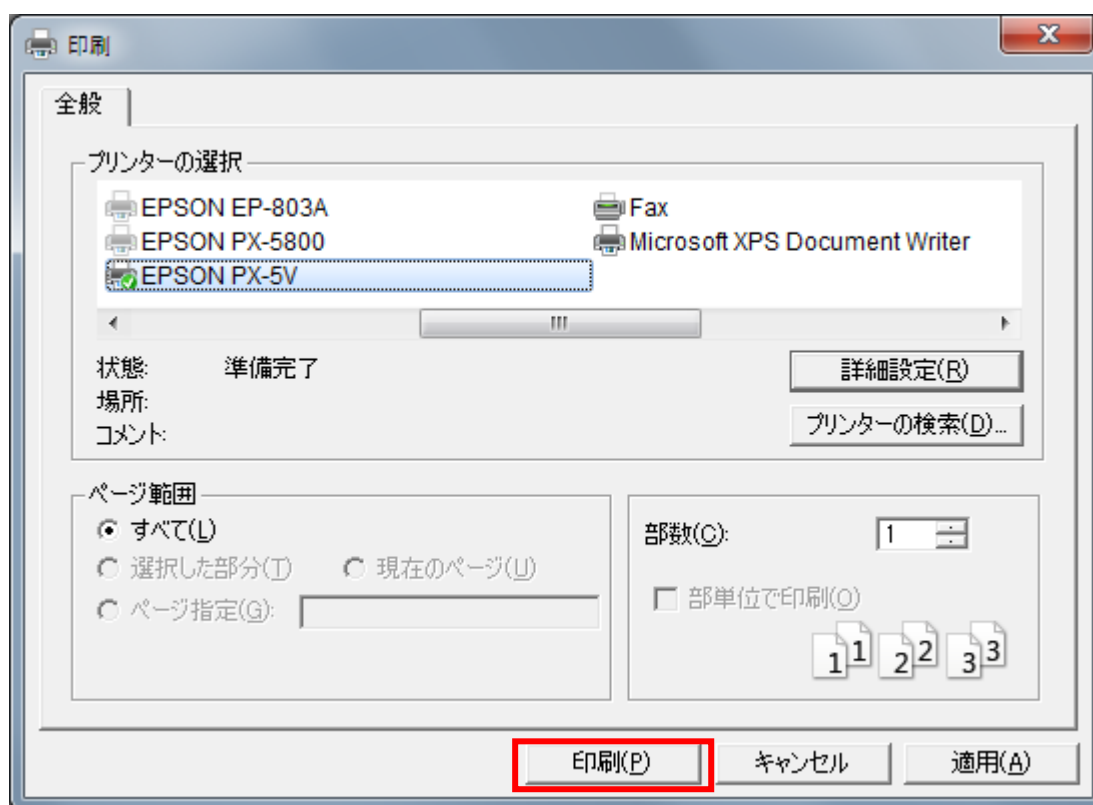 印刷
全般
プリンターの選択
EPSON EP-803A
EPSON PX-5800
EPSON PX-5V
Fax
Microsoft XPS Document Writer
状態: 準備完了
場所:
コメント:
詳細設定(R)
プリンターの検索(D)...
ページ範囲
すべて(L)
選択した部分(T) 現在のページ(U)
ページ指定(G):
部数(C): 1
部単位で印刷(O)
1 1 2 2 3 3
印刷(P) キャンセル 適用(A)